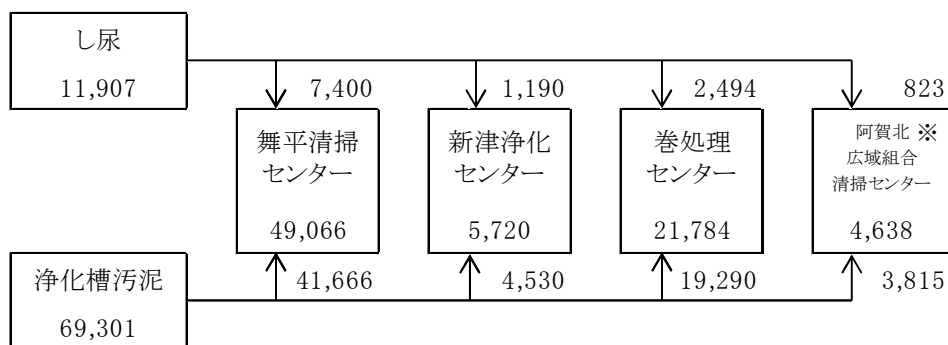 し尿
11,907
7,400
1,190
2,494
823
舞平清掃
センター
49,066
新津浄化
センター
5,720
巻処理
センター
21,784
阿賀北 ※
広域組合
清掃センター
4,638
浄化槽汚泥
69,301
41,666
4,530
19,290
3,815